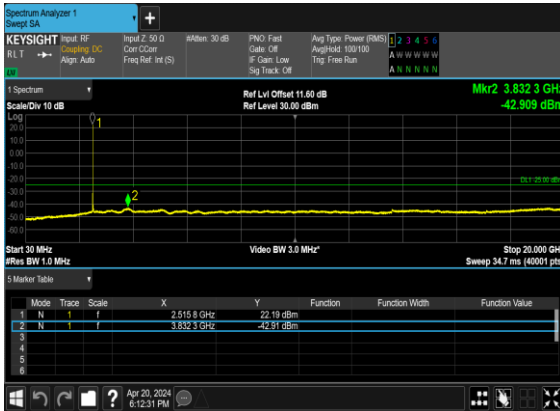 Spectrum Analyzer 1
Swept SA
+
KEYSIGHT Input: RF Input Z: 50 Ω #Atten: 30 dB PNO: Fast Avg Type: Power (RMS) 1 2 3 4 5 6
RLT Coupling: DC Corr CCorr Gate: Off Avg|Hold: 100/100 A W W W W W
Align: Auto Freq Ref: Int (S) IF Gain: Low Trig: Free Run
Sig Track: Off A N N N N N
1 Spectrum
Ref Lvl Offset 11.60 dB Mkr2 3.832 3 GHz
Scale/Div 10 dB Ref Level 30.00 dBm -42.909 dBm
Log
20.0
10.0
0.00
-10.0
-20.0
-30.0
-40.0
-50.0
-60.0
1
2
DL1 -25.00 dBm
Start 30 MHz Video BW 3.0 MHz* Stop 20.000 GHz
#Res BW 1.0 MHz Sweep 34.7 ms (40001 pts)
5 Marker Table
Mode Trace Scale X Y Function Function Width Function Value
1 N 1 f 2.515 8 GHz 22.19 dBm
2 N 1 f 3.832 3 GHz -42.91 dBm
3
4
5
6
? Apr 20, 2024
6:12:31 PM